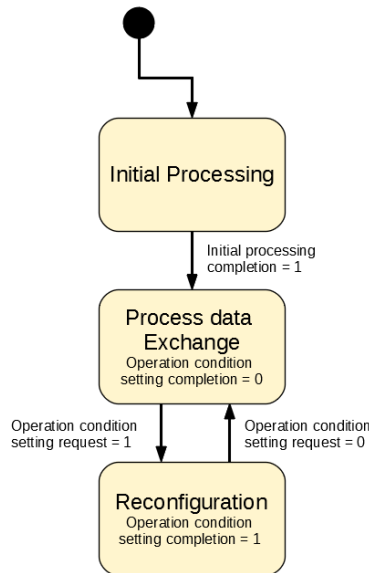 Initial Processing
Initial processing
completion = 1
Process data
Exchange
Operation condition
setting completion = 0
Operation condition
setting request = 1
Operation condition
setting request = 0
Reconfiguration
Operation condition
setting completion = 1